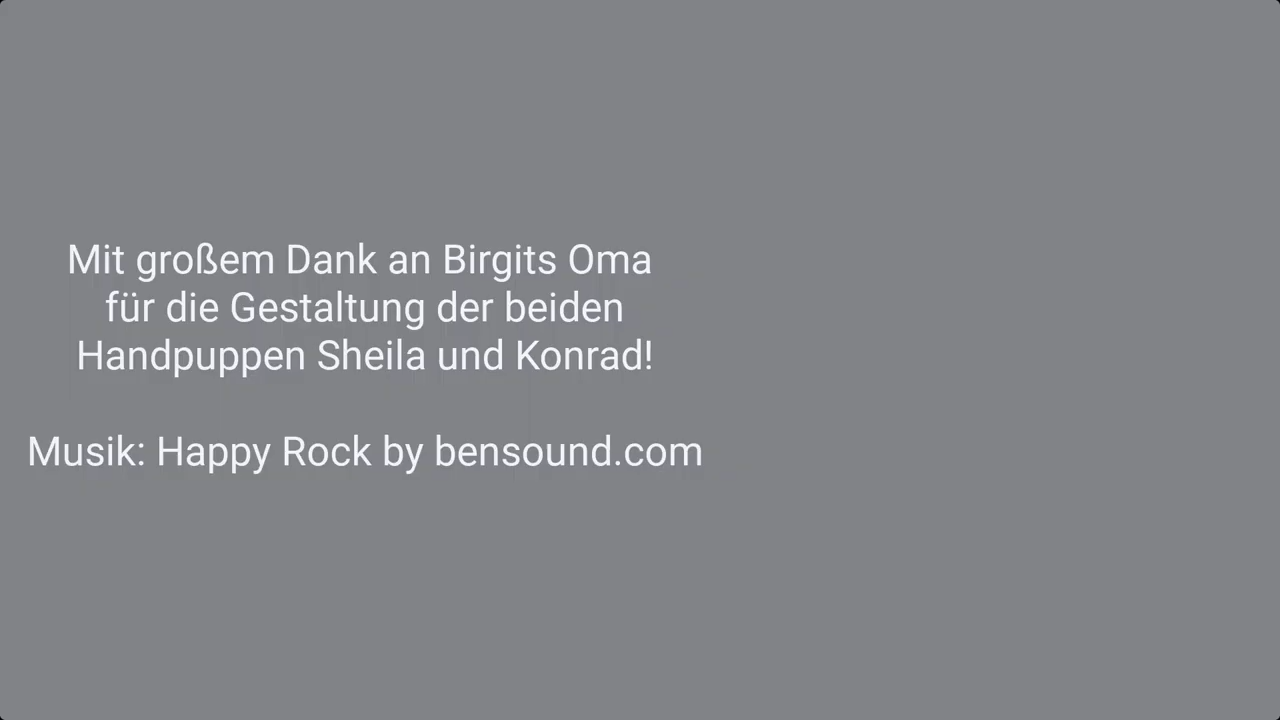 Mit großem Dank an Birgits Oma
für die Gestaltung der beiden
Handpuppen Sheila und Konrad!
Musik: Happy Rock by bensound.com